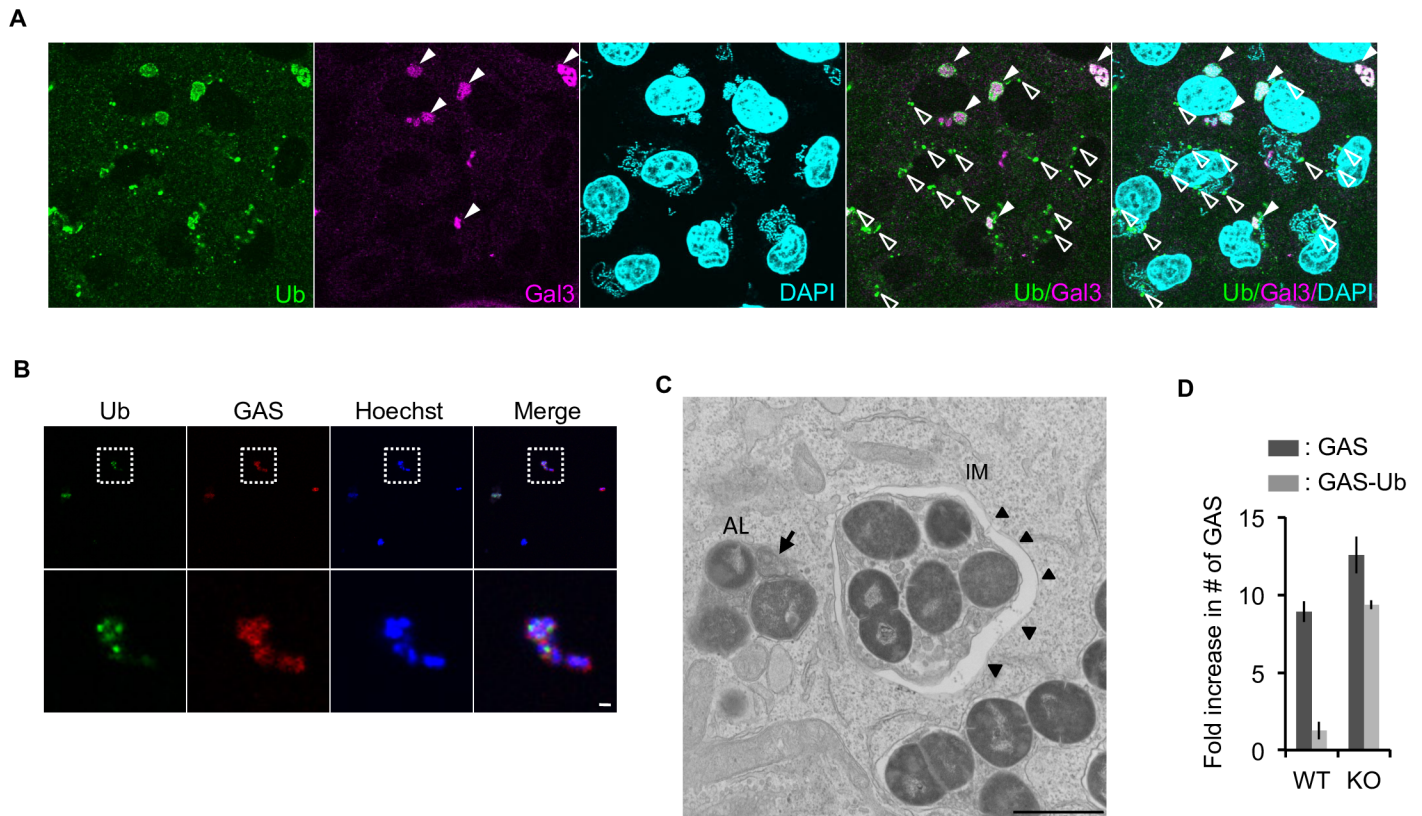 A
Ub
Gal3
DAPI
Ub/Gal3
Ub/Gal3/DAPI
B
Ub GAS Hoechst Merge
C
AL
IM
D
: GAS
: GAS-Ub
Fold increase in # of GAS
15
10
5
0
WT KO